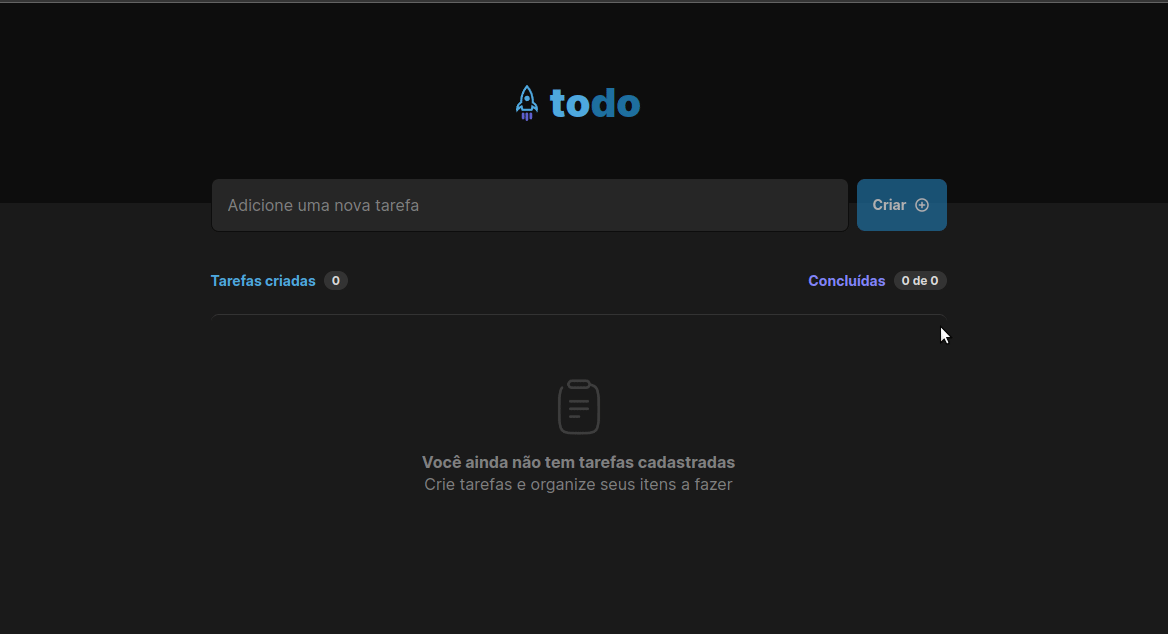 todo
Adicione uma nova tarefa
Criar
Tarefas criadas 0
Concluídas 0 de 0
Você ainda não tem tarefas cadastradas
Crie tarefas e organize seus itens a fazer